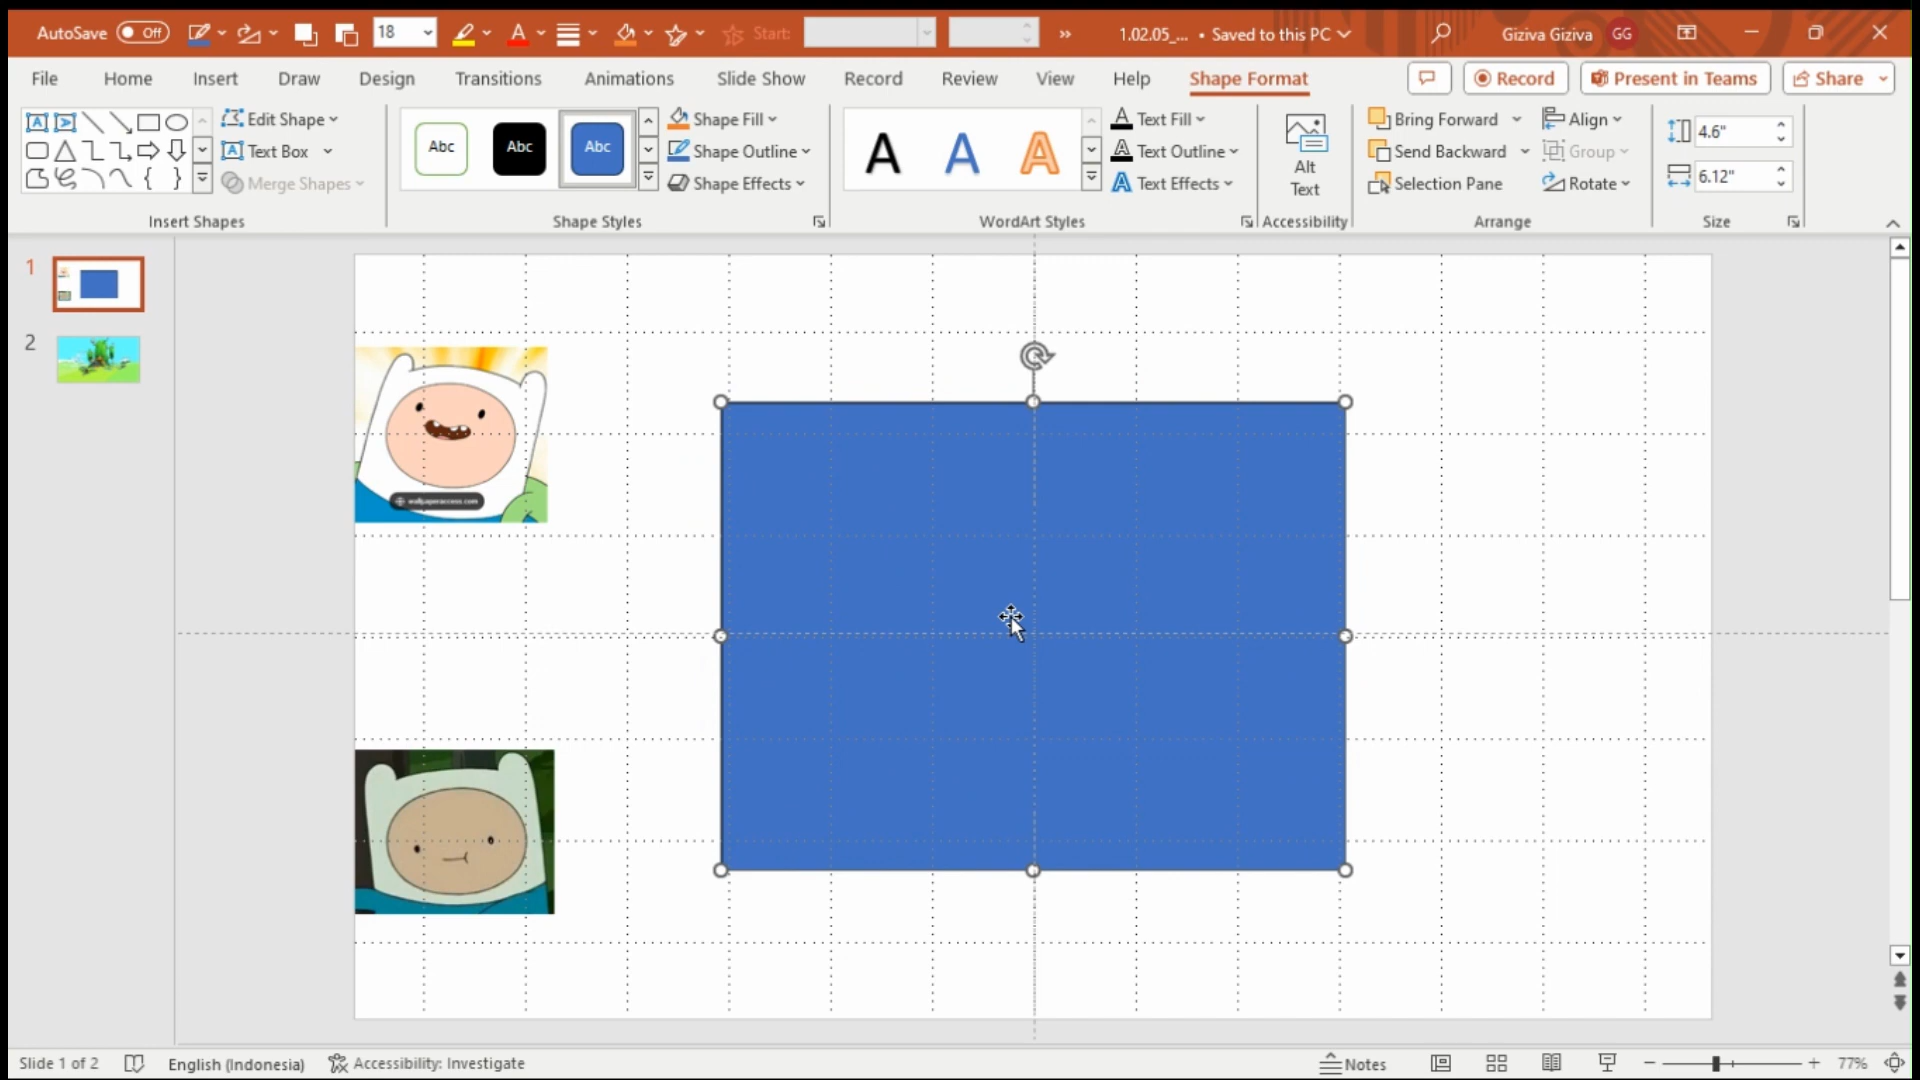 AutoSave Off 18 Start: 1.02.05_... • Saved to this PC Giziva Giziva GG
File Home Insert Draw Design Transitions Animations Slide Show Record Review View Help Shape Format Record Present in Teams Share
Edit Shape
Text Box
Merge Shapes
Insert Shapes
Abc Abc Abc
Shape Fill
Shape Outline
Shape Effects
Shape Styles
A A A
Text Fill
Text Outline
Text Effects
WordArt Styles
Alt
Text
Accessibility
Bring Forward
Send Backward
Selection Pane
Align
Group
Rotate
Arrange
4.6"
6.12"
Size
1
2
wallpaperaccess.com
Slide 1 of 2 English (Indonesia) Accessibility: Investigate Notes 77%